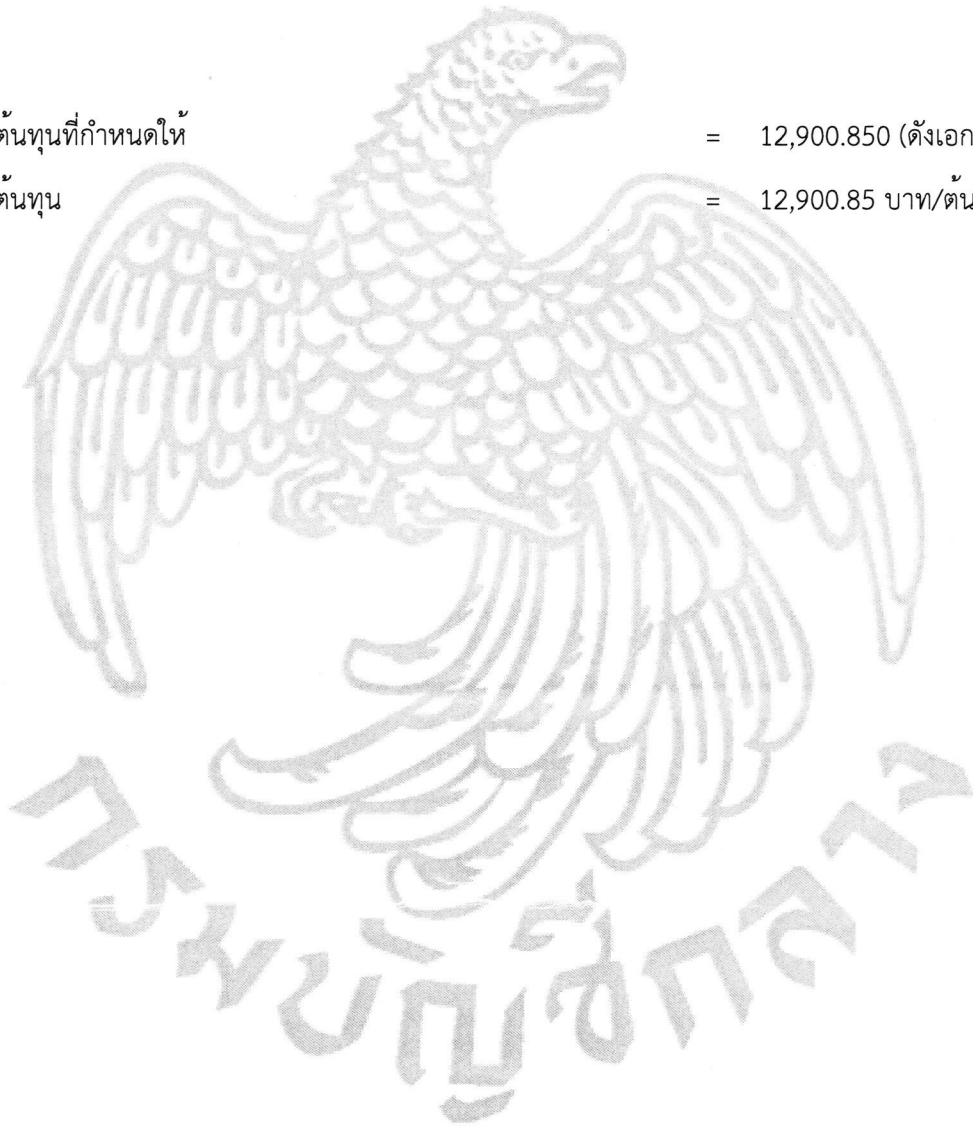 ต้นทุนที่กำหนดให้ = 12,900.850 (ดังเอก
ต้นทุน = 12,900.85 บาท/ต้น
กรมบัญชีกลาง